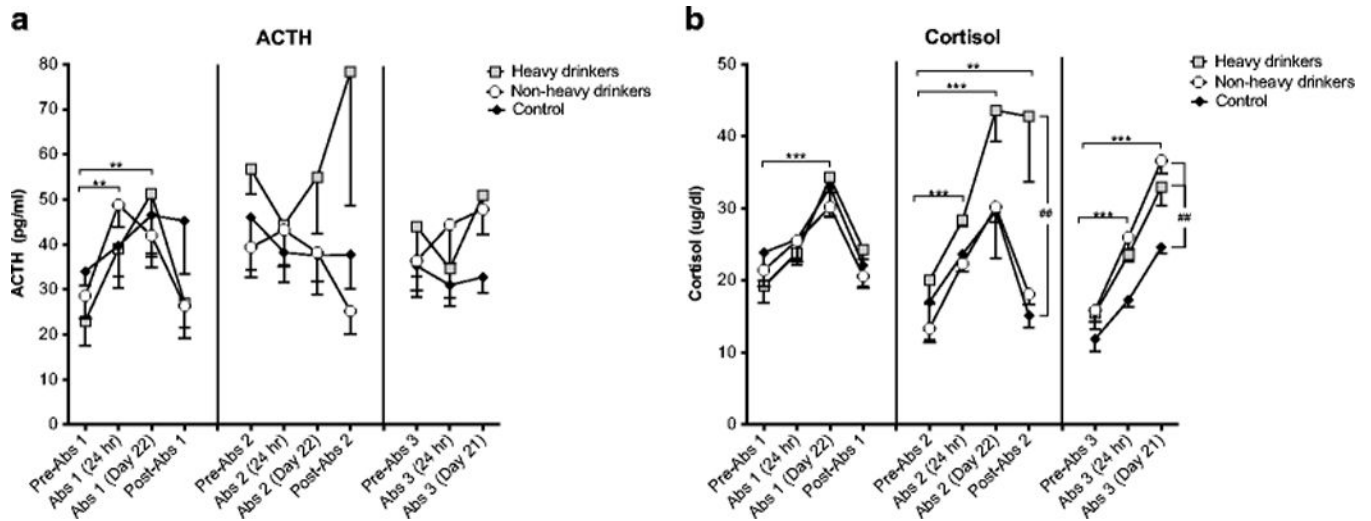 a
ACTH
80
70
60
50
40
30
20
10
0
ACTH (pg/ml)
Heavy drinkers
Non-heavy drinkers
Control
**
**
Pre-Abs 1
Abs 1 (24 hr)
Abs 1 (Day 22)
Post-Abs 1
Pre-Abs 2
Abs 2 (24 hr)
Abs 2 (Day 22)
Post-Abs 2
Pre-Abs 3
Abs 3 (24 hr)
Abs 3 (Day 21)
b
Cortisol
50
40
30
20
10
0
Cortisol (ug/dl)
Heavy drinkers
Non-heavy drinkers
Control
***
**
***
***
##
***
***
##
Pre-Abs 1
Abs 1 (24 hr)
Abs 1 (Day 22)
Post-Abs 1
Pre-Abs 2
Abs 2 (24 hr)
Abs 2 (Day 22)
Post-Abs 2
Pre-Abs 3
Abs 3 (24 hr)
Abs 3 (Day 21)